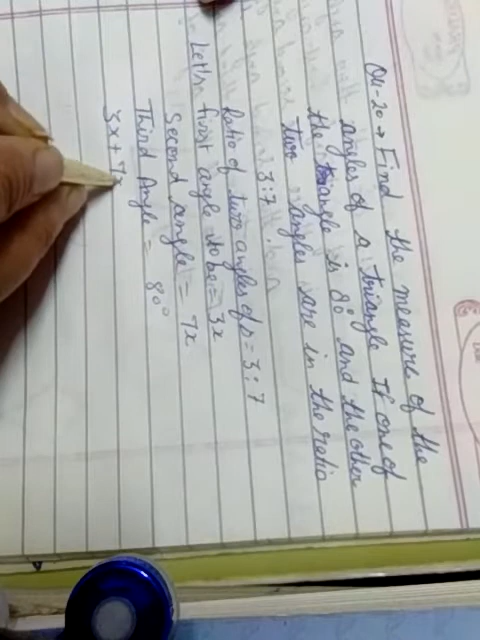 Qu-20 → Find the measure of the
angles of a triangle If one of
the triangle is 80 and the other
two angles are in the ratio
3:7
Ratio of two angles of △ = 3:7
Let's first angle to be = 3x
Second angle = 7x
Third Angle = 80°
3x + 7x